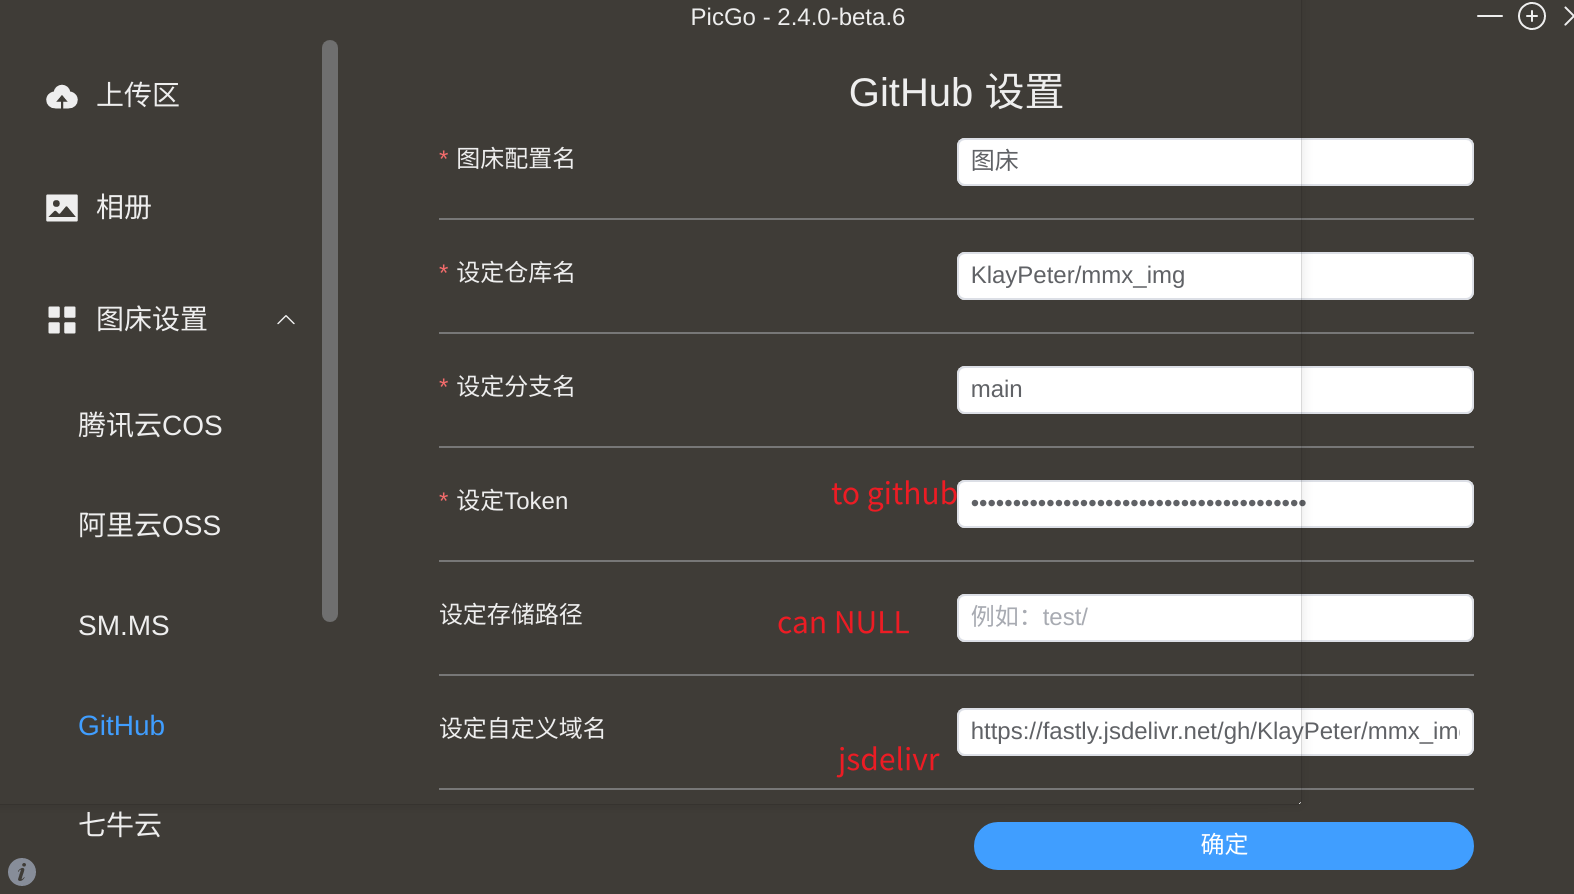 PicGo - 2.4.0-beta.6
上传区
相册
图床设置
腾讯云COS
阿里云OSS
SM.MS
GitHub
七牛云
GitHub 设置
* 图床配置名
图床
* 设定仓库名
KlayPeter/mmx_img
* 设定分支名
main
* 设定Token
to github
••••••••••••••••••••••••••••••••••••••••
设定存储路径
can NULL
例如：test/
设定自定义域名
jsdelivr
https://fastly.jsdelivr.net/gh/KlayPeter/mmx_im
确定